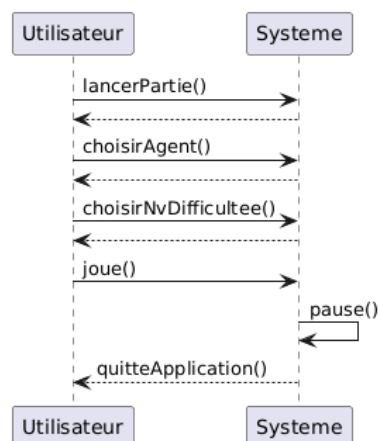 Utilisateur Systeme
lancerPartie()
choisirAgent()
choisirNvDifficultee()
joue()
pause()
quitteApplication()
Utilisateur Systeme